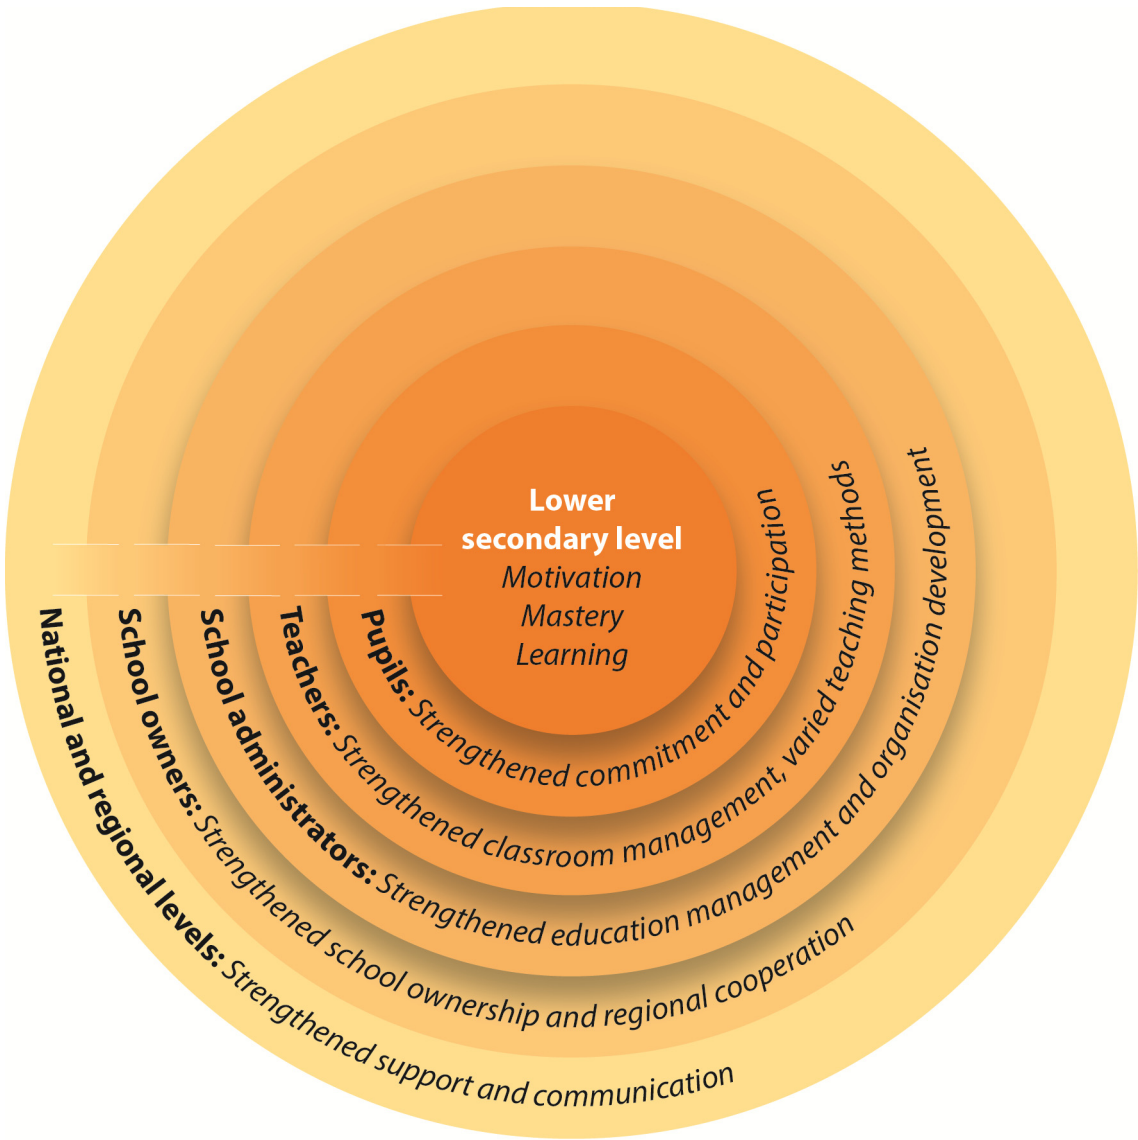 Lower
secondary level
Motivation
Mastery
Learning
Pupils: Strengthened commitment and participation
Teachers: Strengthened classroom management, varied teaching methods
School administrators: Strengthened education management and organisation development
School owners: Strengthened school ownership and regional cooperation
National and regional levels: Strengthened support and communication